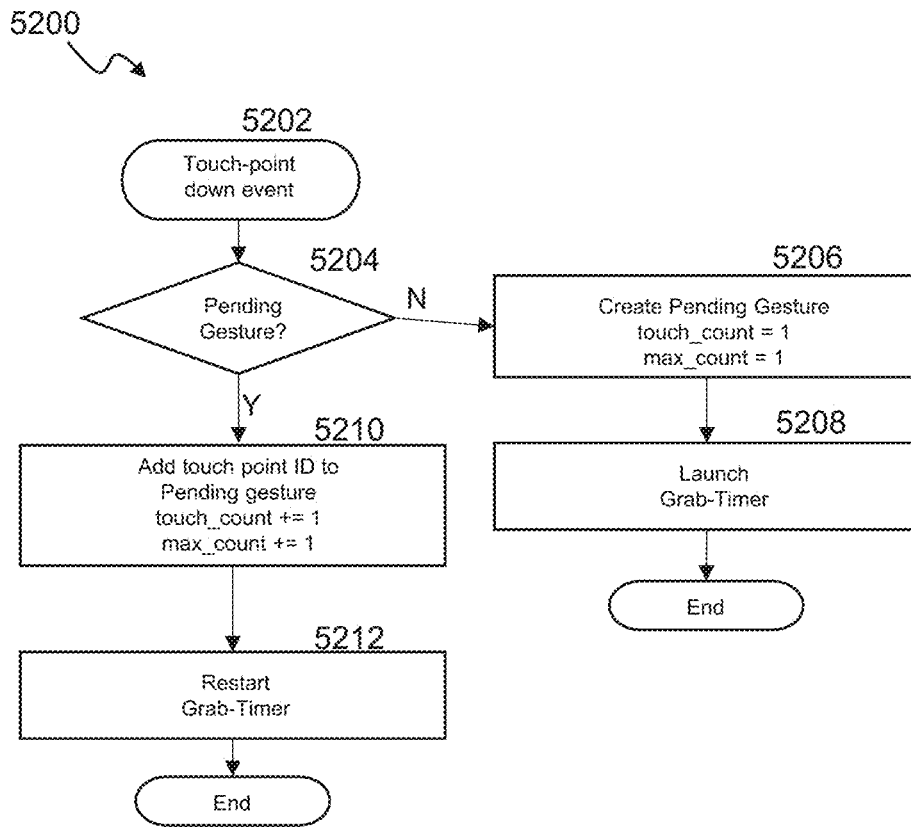 5200
5202
Touch-point
down event
5204
Pending
Gesture?
N
5206
Create Pending Gesture
touch_count = 1
max_count = 1
5208
Launch
Grab-Timer
End
Y
5210
Add touch point ID to
Pending gesture
touch_count += 1
max_count += 1
5212
Restart
Grab-Timer
End